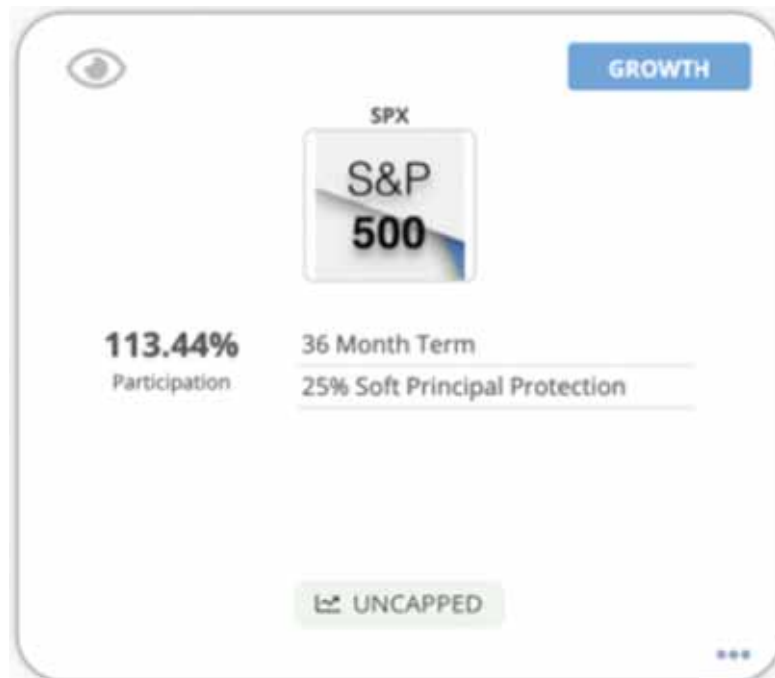 GROWTH
SPX
S&P
500
113.44%
Participation
36 Month Term
25% Soft Principal Protection
UNCAPPED